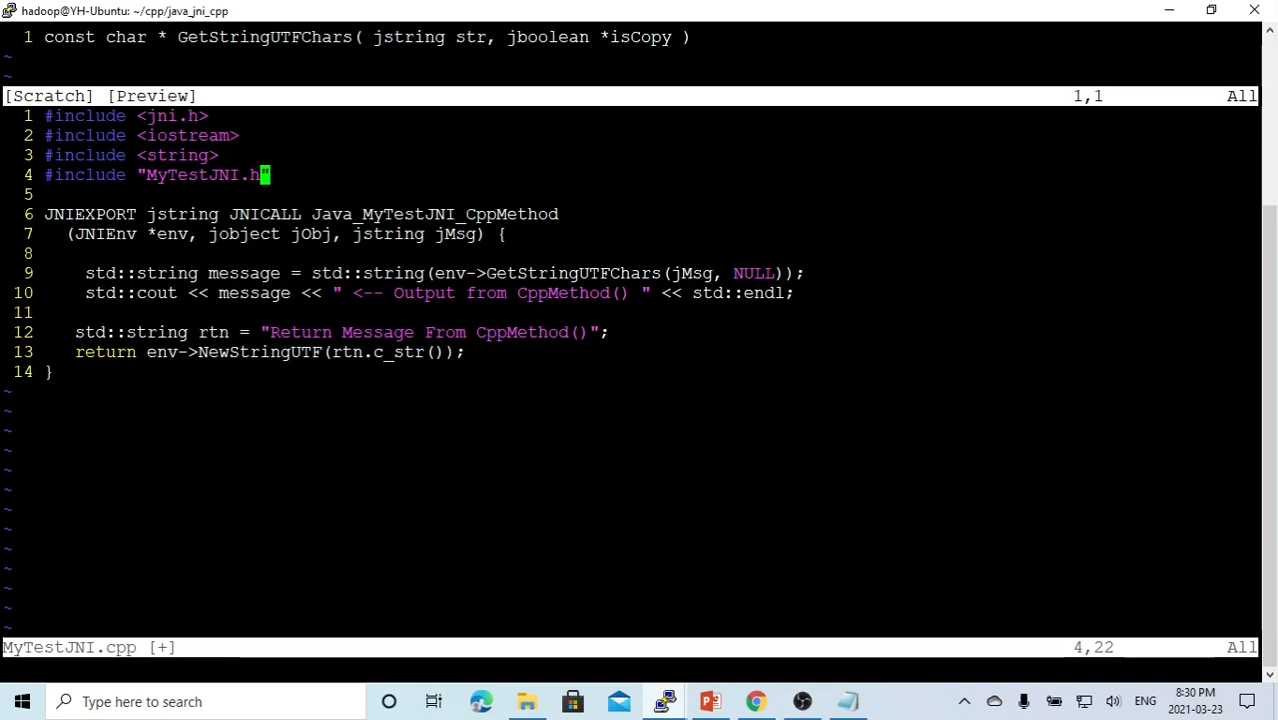 hadoop@YH-Ubuntu: ~/cpp/java_jni_cpp
1 const char * GetStringUTFChars( jstring str, jboolean *isCopy )
~
~
[Scratch] [Preview] 1,1 All
1 #include <jni.h>
2 #include <iostream>
3 #include <string>
4 #include "MyTestJNI.h"
5
6 JNIEXPORT jstring JNICALL Java_MyTestJNI_CppMethod
7   (JNIEnv *env, jobject jObj, jstring jMsg) {
8
9     std::string message = std::string(env->GetStringUTFChars(jMsg, NULL));
10     std::cout << message << " <-- Output from CppMethod() " << std::endl;
11
12    std::string rtn = "Return Message From CppMethod()";
13    return env->NewStringUTF(rtn.c_str());
14 }
~
~
~
~
~
~
~
~
~
~
~
~
~
MyTestJNI.cpp [+] 4,22 All
Type here to search
ENG
8:30 PM
2021-03-23